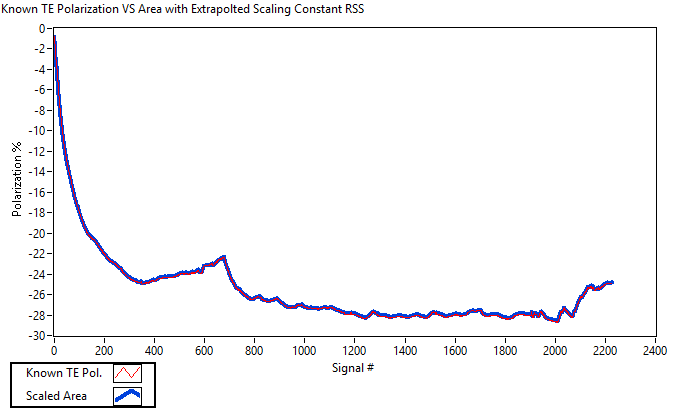 Known TE Polarization VS Area with Extrapolted Scaling Constant RSS
0
-2
-4
-6
-8
-10
-12
-14
-16
-18
-20
-22
-24
-26
-28
-30
Polarization %
0 200 400 600 800 1000 1200 1400 1600 1800 2000 2200 2400
Signal #
Known TE Pol.
Scaled Area